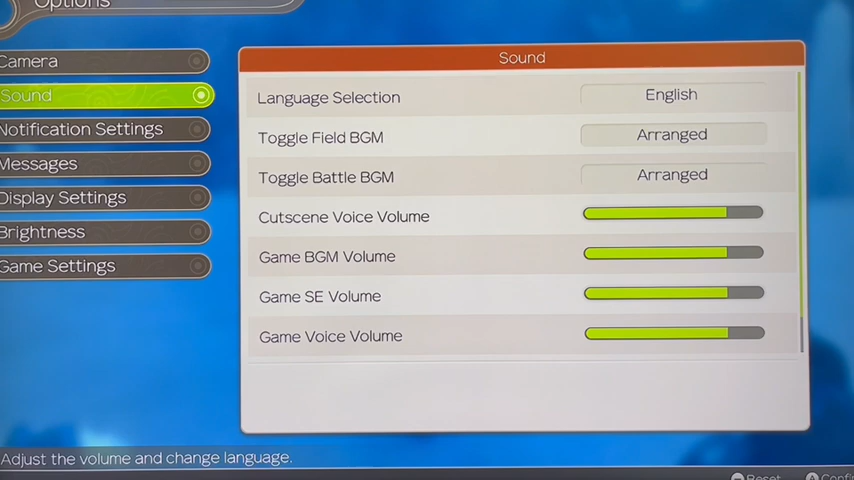 Options
Camera
Sound
Notification Settings
Messages
Display Settings
Brightness
Game Settings
Sound
Language Selection English
Toggle Field BGM Arranged
Toggle Battle BGM Arranged
Cutscene Voice Volume
Game BGM Volume
Game SE Volume
Game Voice Volume
Adjust the volume and change language.
Reset